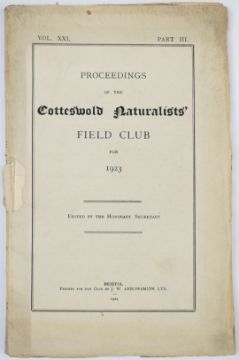 VOL. XXI. PART III.
PROCEEDINGS
OF THE
Cotteswold Naturalists'
FIELD CLUB
FOR
1923
EDITED BY THE HONORARY SECRETARY
BRISTOL
PRINTED FOR THE CLUB BY J. W. ARROWSMITH LTD.